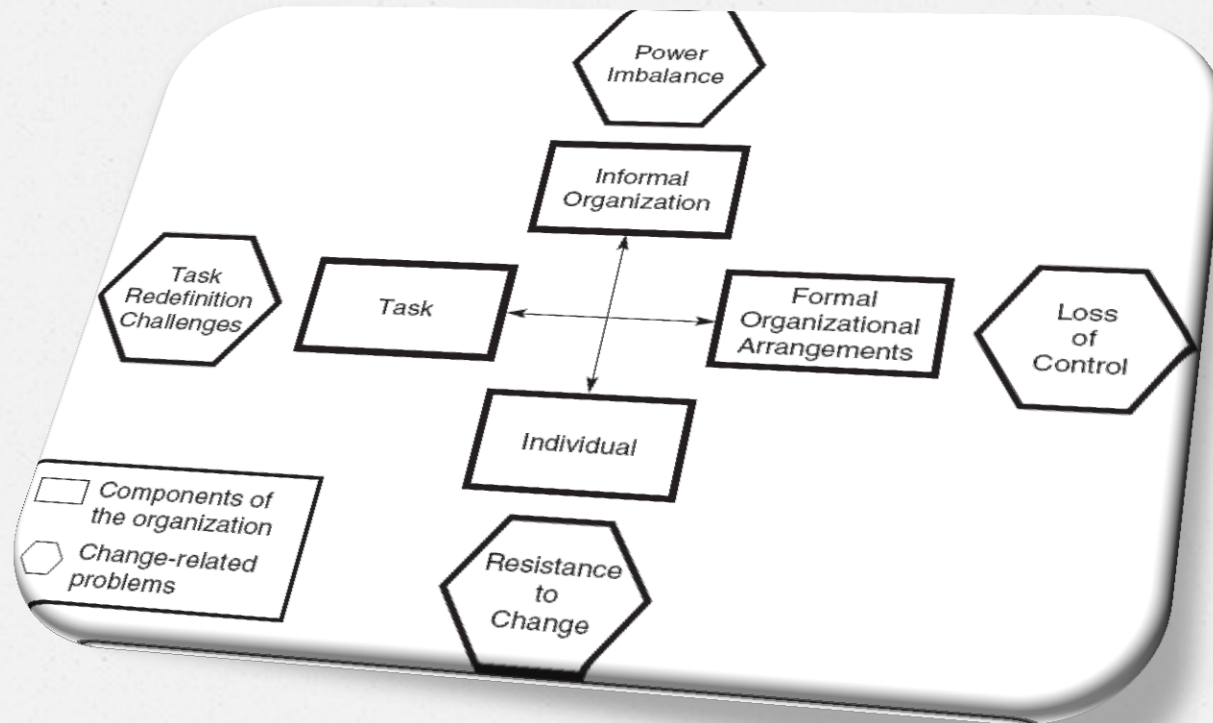 Power
Imbalance
Informal
Organization
Task
Redefinition
Challenges
Task
Formal
Organizational
Arrangements
Loss
of
Control
Individual
Components of
the organization
Change-related
problems
Resistance
to
Change